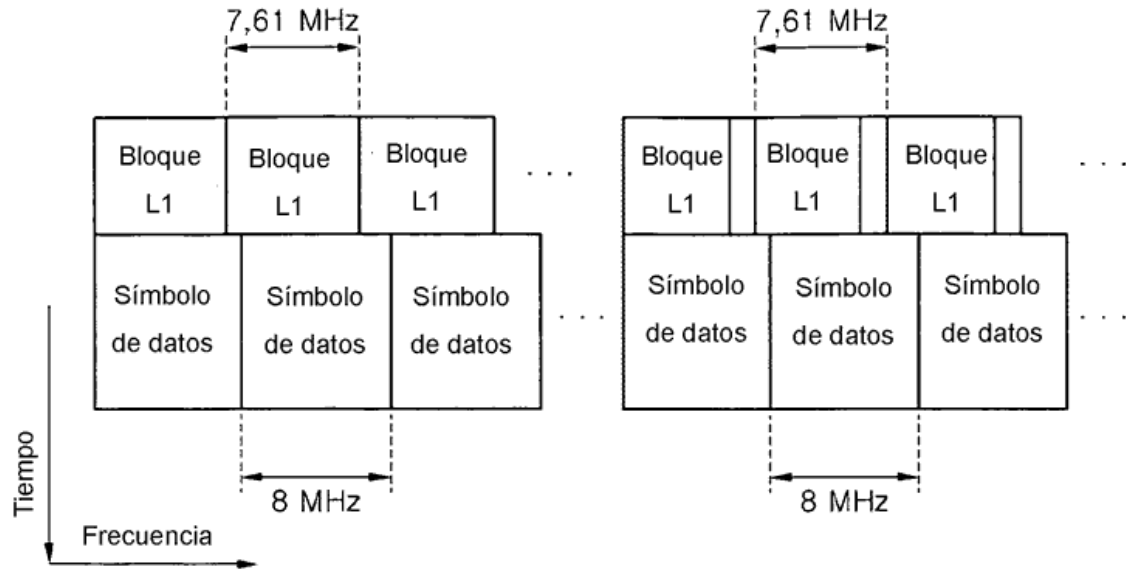 7,61 MHz
7,61 MHz
Bloque
L1
Bloque
L1
Bloque
L1
. . .
Bloque
L1
Bloque
L1
Bloque
L1
. . .
Símbolo
de datos
Símbolo
de datos
Símbolo
de datos
. . .
Símbolo
de datos
Símbolo
de datos
Símbolo
de datos
. . .
8 MHz
8 MHz
Tiempo
Frecuencia